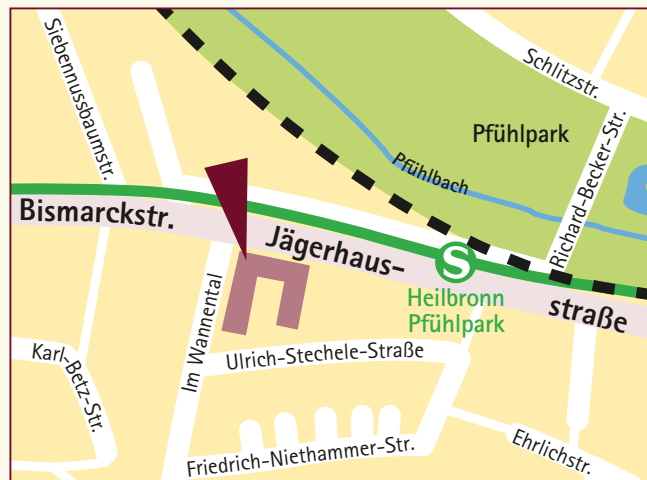 Siebennussbaumstr.
Schlitzstr.
Pfühlpark
Richard-Becker-Str.
Pfühlbach
Bismarckstr.
Jägerhaus-
straße
S
Heilbronn
Pfühlpark
Im Wannental
Ulrich-Stechele-Straße
Karl-
Betz-Str.
Friedrich-Niethammer-Str.
Ehrlichstr.